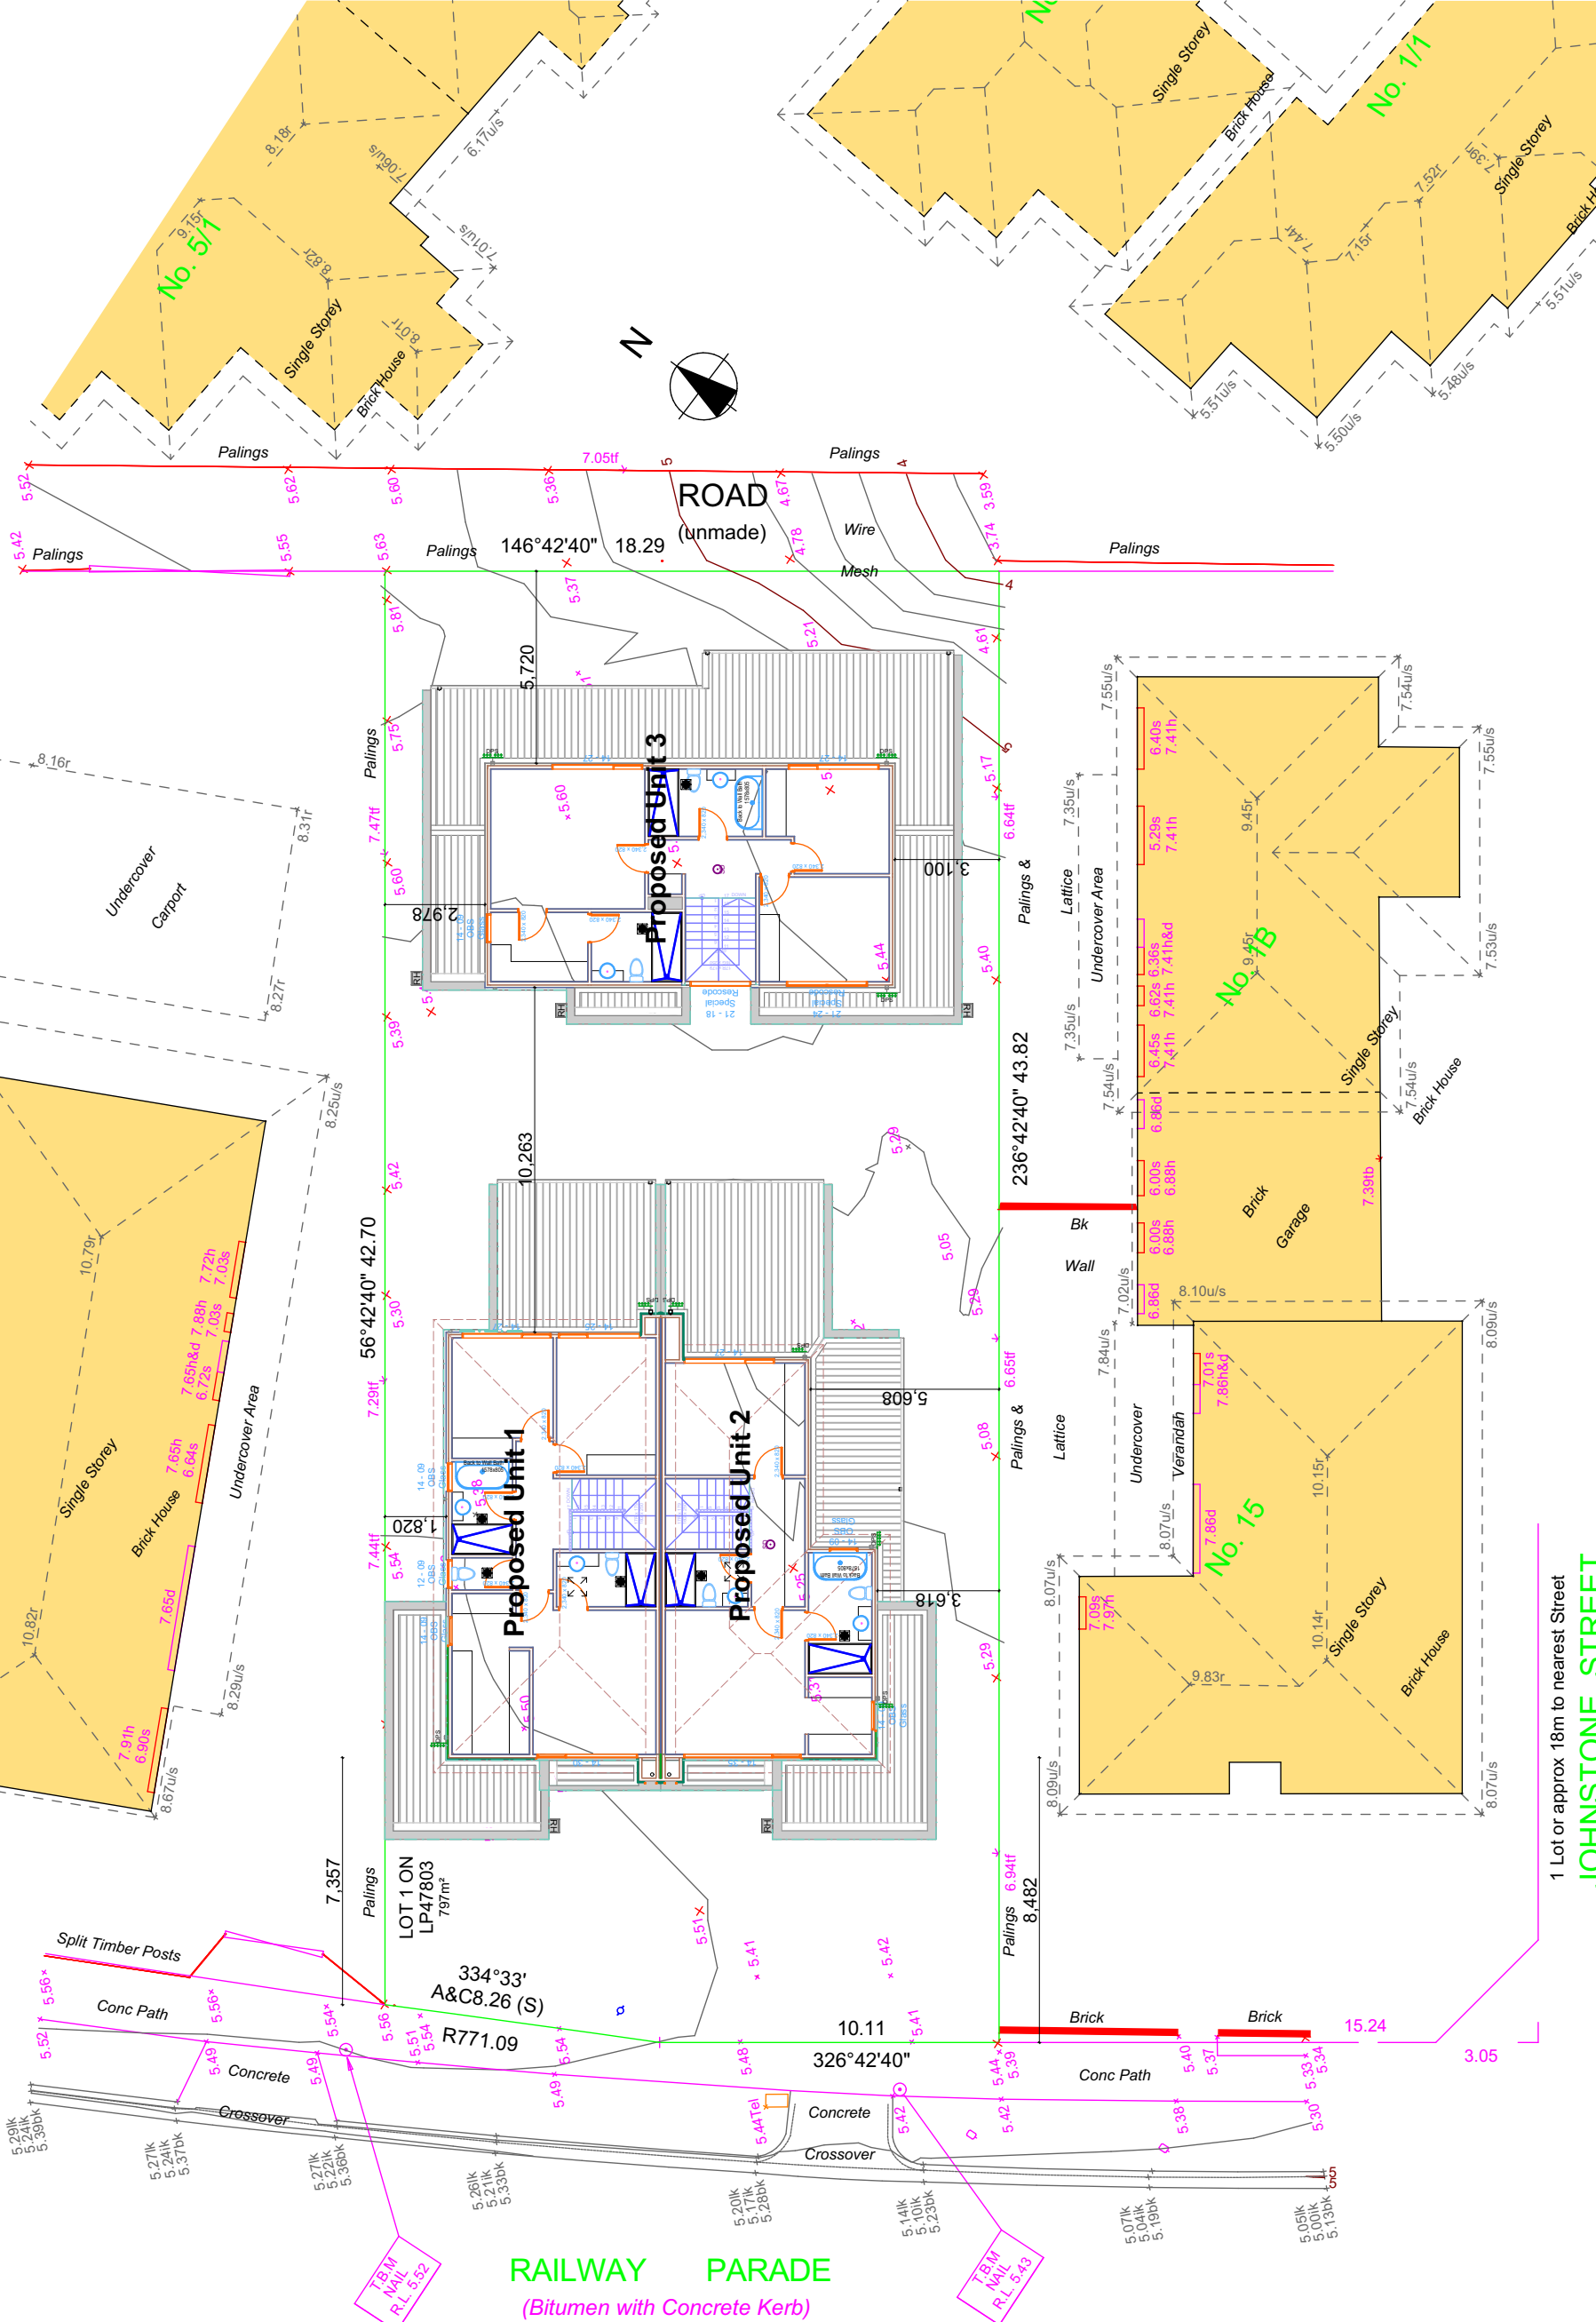 No. 5/1
8.18r
7.06u/s
6.17u/s
9.15r
8.82r
7.01u/s
8.01r
Single Storey
Brick House
Single Storey
Brick House
No. 1/1
7.39r
7.52r
Single Storey
7.44r
7.15r
5.51u/s
5.48u/s
5.51u/s
5.50u/s
N
Palings
7.05tf
5
Palings
4
5.52
5.62
5.60
5.36
4.67
3.59
ROAD
(unmade)
Wire
Mesh
5.42
Palings
5.55
5.63
Palings
146°42'40"
18.29
4.78
3.74
Palings
5.37
4
5.81
5.21
4.61
5,720
Palings
5.75
Proposed Unit 3
5.17
7.47tf
5.60
6.64tf
5.60
3,100
2,978
Palings &
Lattice
Undercover Area
5.44
5.40
5.39
8.16r
8.31r
Undercover
Carport
8.27r
8.25u/s
7.55u/s
7.54u/s
7.55u/s
6.40s
7.41h
7.35u/s
5.29s
7.41h
9.45r
9.45r
No. 1B
6.36s
7.41h&d
7.53u/s
6.62s
7.41h
7.35u/s
6.45s
7.41h
7.54u/s
Single Storey
7.54u/s
Brick House
6.86d
6.00s
6.88h
Brick
Garage
7.39tb
Bk
Wall
6.00s
6.88h
6.86d
7.02u/s
10,263
5.29
236°42'40" 43.82
5.42
56°42'40" 42.70
5.05
5.30
5.29
7.29tf
6.65tf
5,608
5.08
Palings &
Lattice
7.84u/s
Undercover
Verandah
8.10u/s
8.09u/s
7.01s
7.86h&d
10.15r
7.86d
No. 15
8.07u/s
8.07u/s
7.09s
7.97h
10.14r
Single Storey
Brick House
9.83r
8.09u/s
8.07u/s
10.79r
7.72h
7.03s
7.88h
7.03s
7.65h&d
6.72s
Undercover Area
7.65h
6.64s
Single Storey
Brick House
7.65d
10.82r
8.29u/s
7.91h
6.90s
8.67u/s
Proposed Unit 1
Proposed Unit 2
5.38
1,820
7.44tf
5.54
5.25
3,618
5.29
5.50
7,357
Palings
LOT 1 ON
LP47803
797m²
6.94tf
8,482
Palings
5.51
5.41
5.42
1 Lot or approx 18m to nearest Street
JOHNSTONE STREET
Split Timber Posts
5.56
Conc Path
5.56
5.54
5.56
5.51
5.54
334°33'
A&C8.26 (S)
R771.09
5.54
10.11
326°42'40"
5.41
5.48
5.44
5.39
Brick
Brick
15.24
3.05
5.52
5.49
Concrete
5.49
5.49
5.40
5.37
5.33
5.34
Conc Path
Crossover
5.44Tel
Concrete
Crossover
5.42
5.42
5.38
5.30
5.29lk
5.24ik
5.39bk
5.27lk
5.24ik
5.37bk
5.27lk
5.22ik
5.36bk
5.26lk
5.21ik
5.33bk
5.20lk
5.17ik
5.28bk
5.14lk
5.10ik
5.23bk
5.07lk
5.04ik
5.19bk
5.05lk
5.00ik
5.13bk
5
5
T.B.M
NAIL
R.L. 5.52
T.B.M
NAIL
R.L. 5.43
RAILWAY PARADE
(Bitumen with Concrete Kerb)